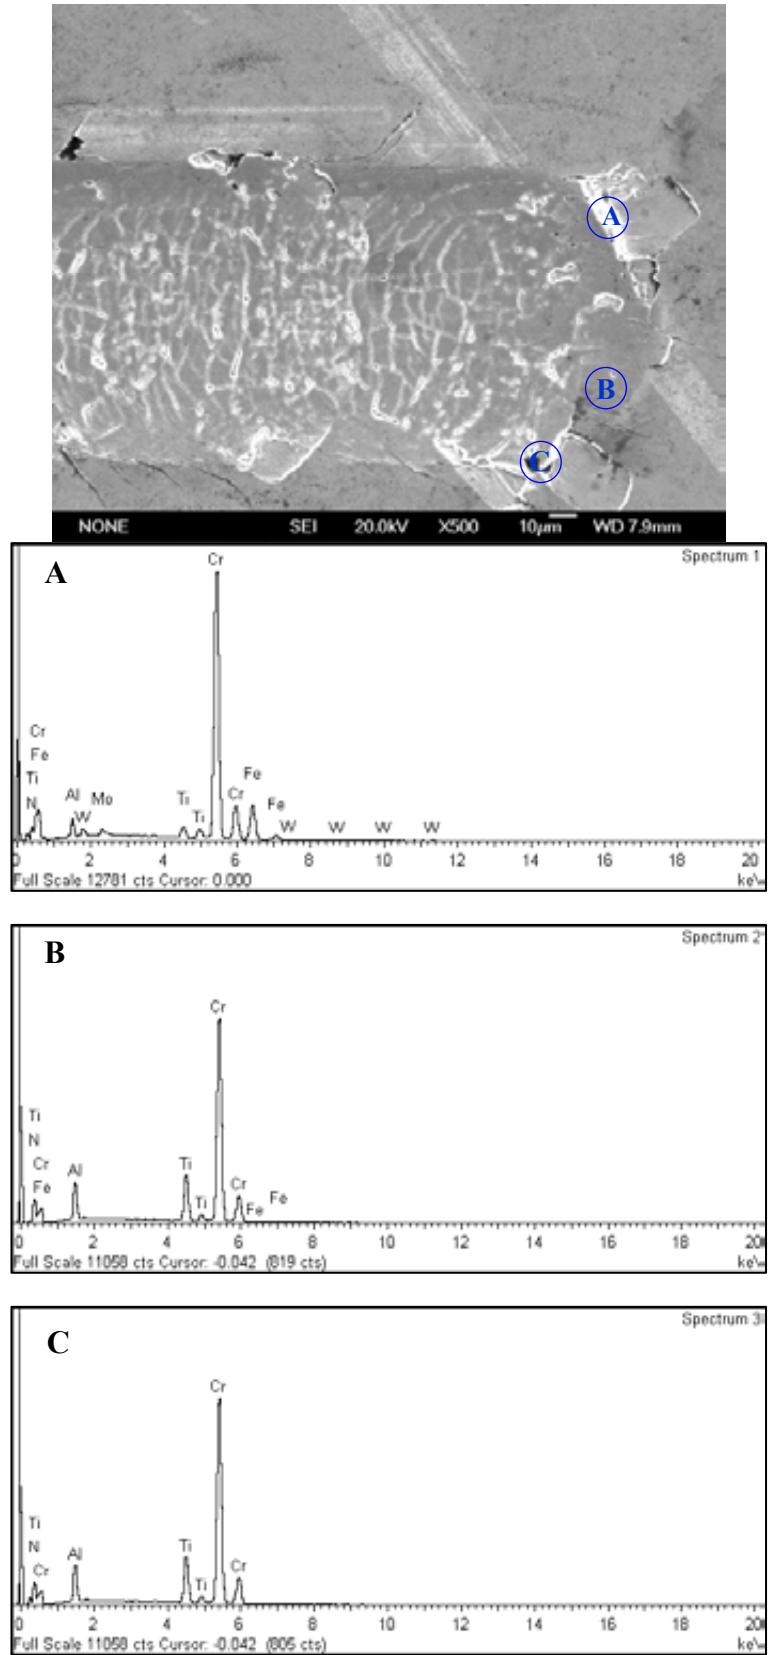 A
B
C
NONE SEI 20.0kV X500 10µm WD 7.9mm
A
Spectrum 1
Cr
Cr
Fe
Ti
N
Al
W
Mo
Ti
Ti
Cr
Fe
Fe
W
W
W
W
0 2 4 6 8 10 12 14 16 18 20
Full Scale 12781 cts Cursor: 0.000 keV
B
Spectrum 2
Cr
Ti
N
Cr
Fe
Al
Ti
Ti
Cr
Fe
Fe
0 2 4 6 8 10 12 14 16 18 20
Full Scale 11058 cts Cursor: -0.042 (819 cts) keV
C
Spectrum 3
Cr
Ti
N
Cr
Al
Ti
Ti
Cr
0 2 4 6 8 10 12 14 16 18 20
Full Scale 11058 cts Cursor: -0.042 (805 cts) keV